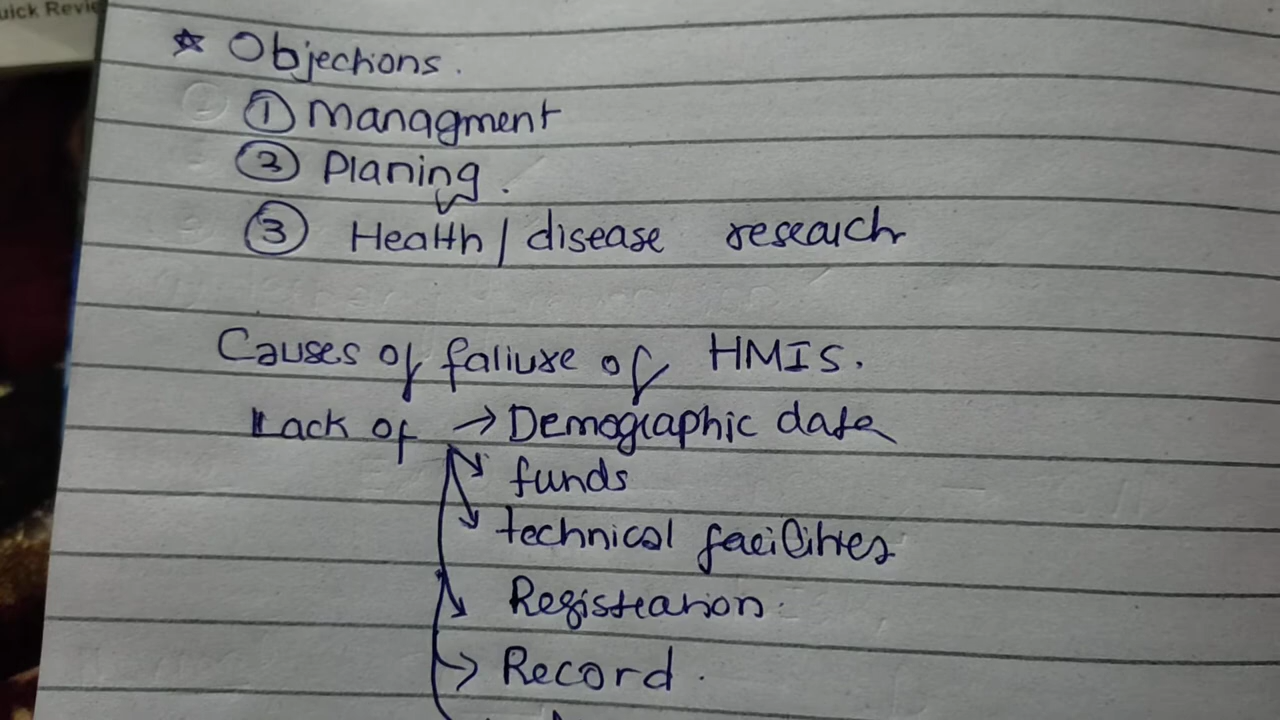 uick Revie
☆ Objections.
① Managment
② Planing.
③ Health / disease research
Causes of faliure of HMIS.
Lack of → Demographic data
↘ funds
↘ technical facilities
↘ Registration.
→ Record.